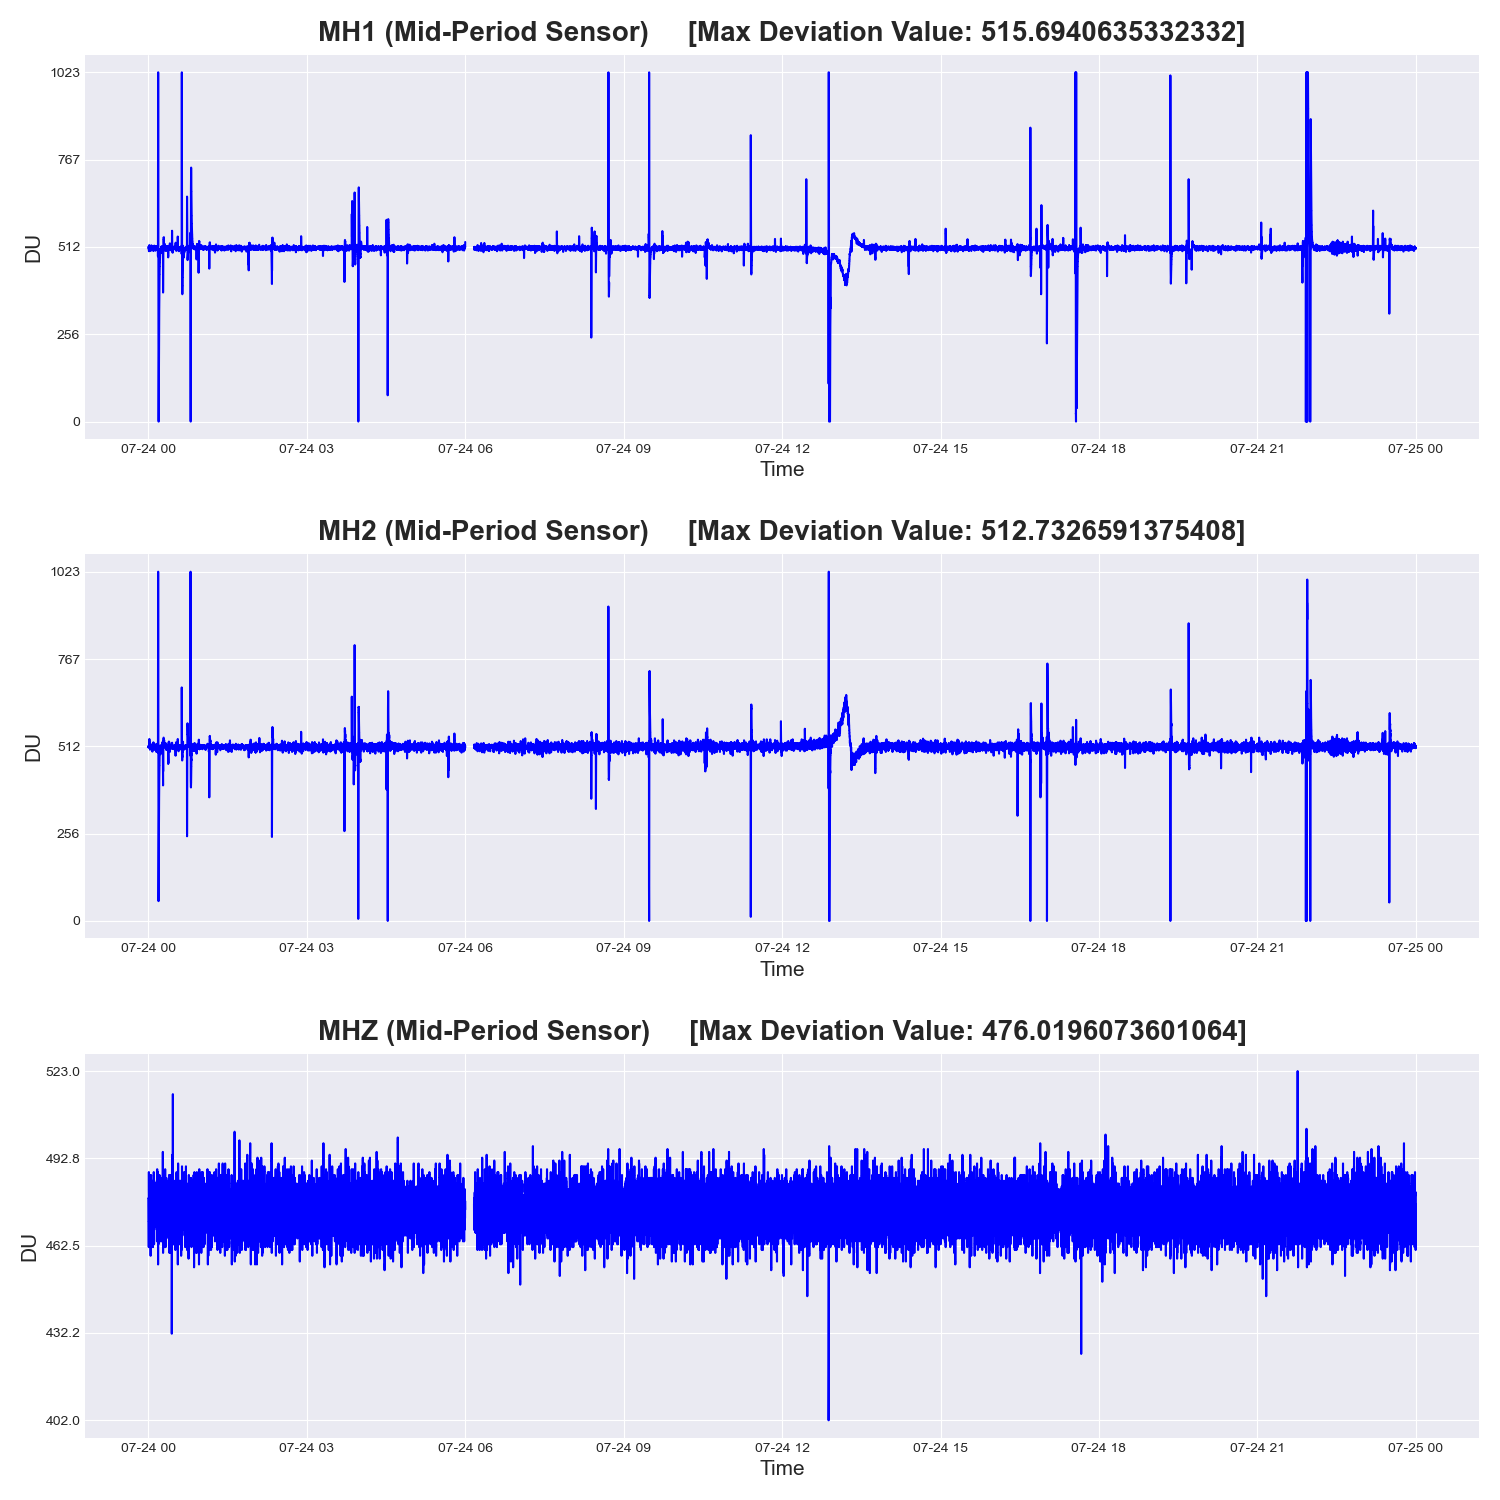 MH1 (Mid-Period Sensor) [Max Deviation Value: 515.6940635332332]
1023
767
512
256
0
DU
07-24 00 07-24 03 07-24 06 07-24 09 07-24 12 07-24 15 07-24 18 07-24 21 07-25 00
Time
MH2 (Mid-Period Sensor) [Max Deviation Value: 512.7326591375408]
1023
767
512
256
0
DU
07-24 00 07-24 03 07-24 06 07-24 09 07-24 12 07-24 15 07-24 18 07-24 21 07-25 00
Time
MHZ (Mid-Period Sensor) [Max Deviation Value: 476.0196073601064]
523.0
492.8
462.5
432.2
402.0
DU
07-24 00 07-24 03 07-24 06 07-24 09 07-24 12 07-24 15 07-24 18 07-24 21 07-25 00
Time